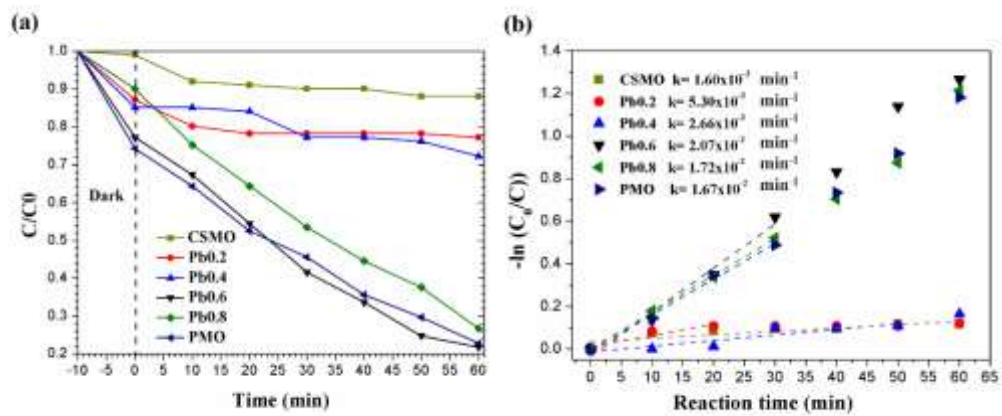 (a)
1.0
0.9
0.8
0.7
0.6
0.5
0.4
0.3
0.2
C/C0
Dark
CSMO
Pb0.2
Pb0.4
Pb0.6
Pb0.8
PMO
-10 -5 0 5 10 15 20 25 30 35 40 45 50 55 60
Time (min)
(b)
1.4
1.2
1.0
0.8
0.6
0.4
0.2
0.0
-ln (C₀/C))
CSMO k= 1.60x10⁻³ min⁻¹
Pb0.2 k= 5.30x10⁻³ min⁻¹
Pb0.4 k= 2.66x10⁻³ min⁻¹
Pb0.6 k= 2.07x10⁻² min⁻¹
Pb0.8 k= 1.72x10⁻² min⁻¹
PMO k= 1.67x10⁻² min⁻¹
0 5 10 15 20 25 30 35 40 45 50 55 60 65
Reaction time (min)